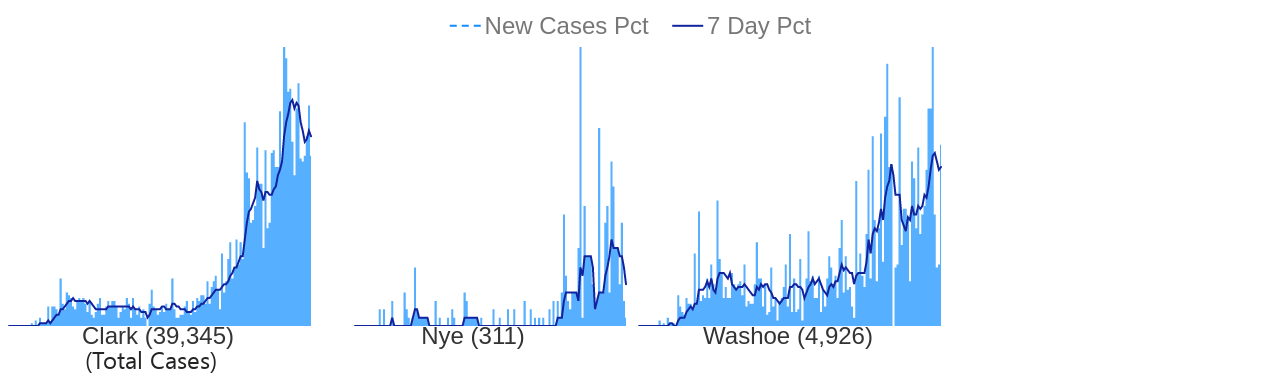 New Cases Pct 7 Day Pct
Clark (39,345) Nye (311) Washoe (4,926)
(Total Cases)